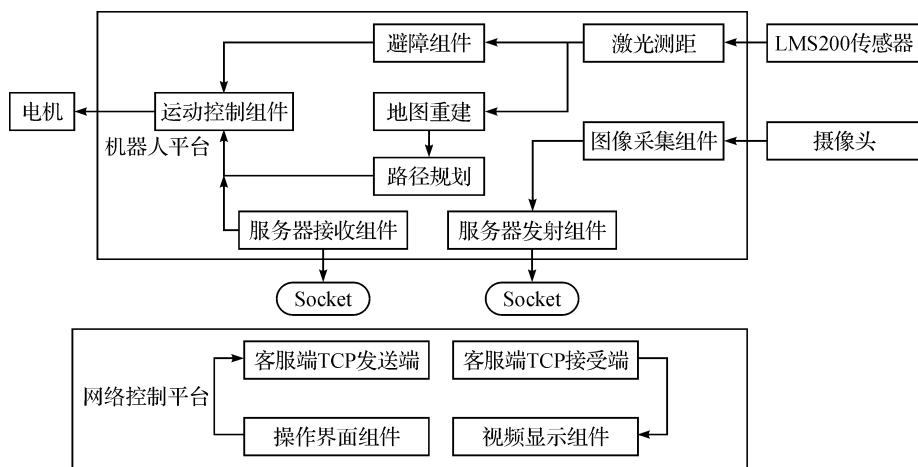 避障组件
激光测距
LMS200传感器
电机
运动控制组件
地图重建
机器人平台
图像采集组件
摄像头
路径规划
服务器接收组件
服务器发射组件
Socket
Socket
客服端TCP发送端
客服端TCP接受端
网络控制平台
操作界面组件
视频显示组件